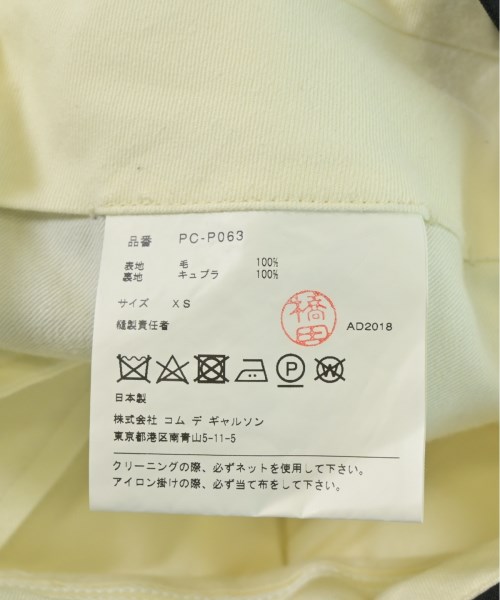 品番 PC-P063
表地 毛 100%
裏地 キュプラ 100%
サイズ XS
縫製責任者
橋田
AD2018
P W
日本製
株式会社 コム デ ギャルソン
東京都港区南青山5-11-5
クリーニングの際、必ずネットを使用して下さい。
アイロン掛けの際、必ず当て布をして下さい。